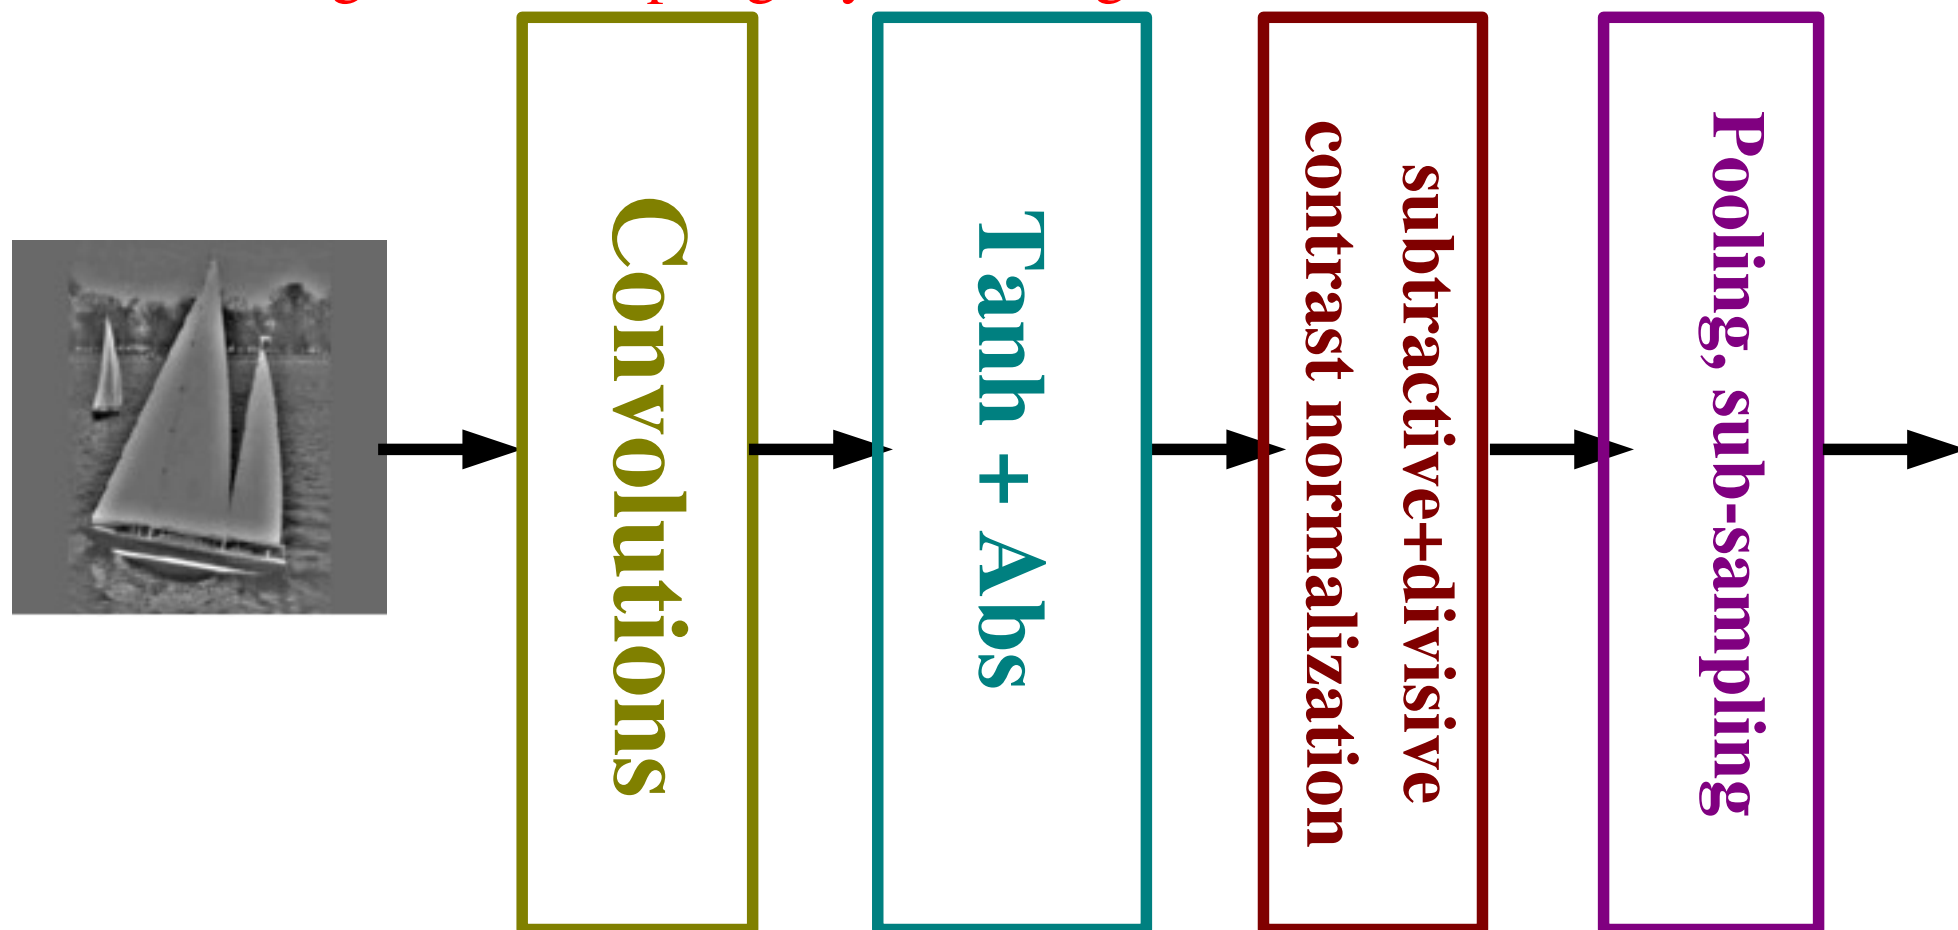 Convolutions
Tanh + Abs
subtractive+divisive
contrast normalization
Pooling, sub-sampling